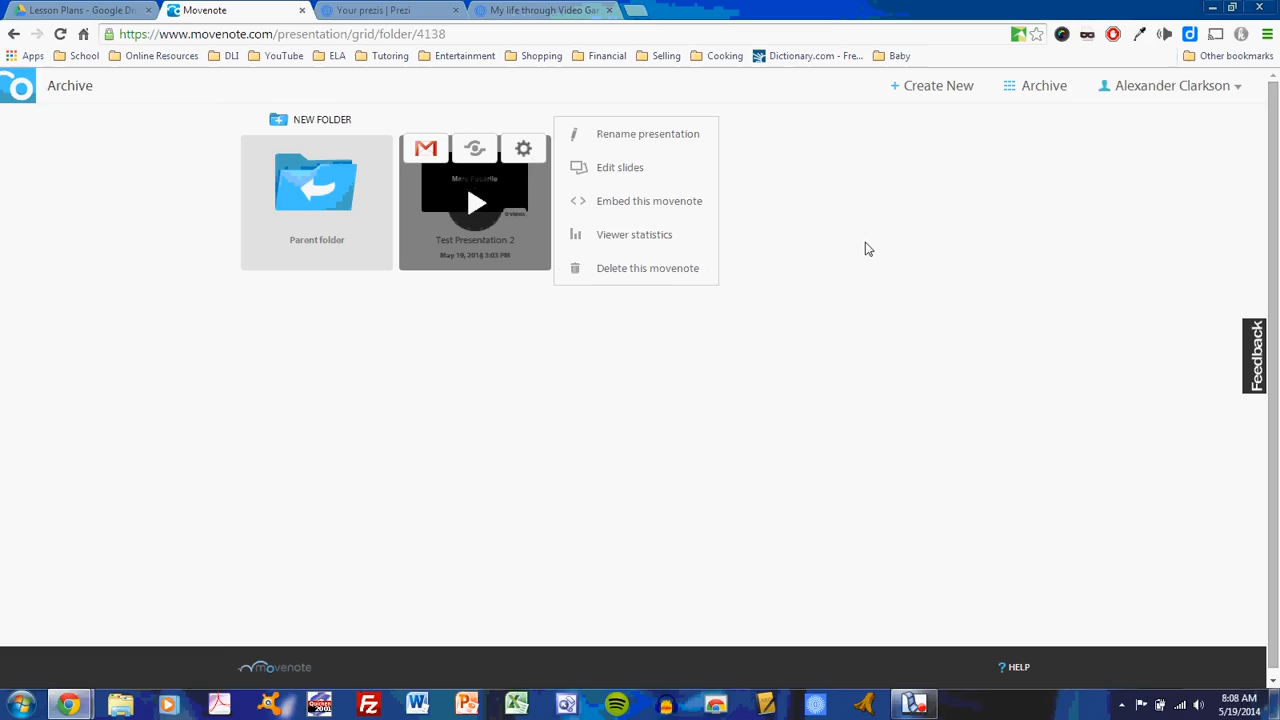 Lesson Plans - Google Dr
Movenote
Your prezis | Prezi
My life through Video Gar
https://www.movenote.com/presentation/grid/folder/4138
Apps
School
Online Resources
DLI
YouTube
ELA
Tutoring
Entertainment
Shopping
Financial
Selling
Cooking
Dictionary.com - Fre...
Baby
Other bookmarks
Archive
+ Create New
Archive
Alexander Clarkson
NEW FOLDER
Parent folder
Test Presentation 2
May 19, 2014 3:03 PM
0 views
Rename presentation
Edit slides
Embed this movenote
Viewer statistics
Delete this movenote
Feedback
movenote
? HELP
8:08 AM
5/19/2014